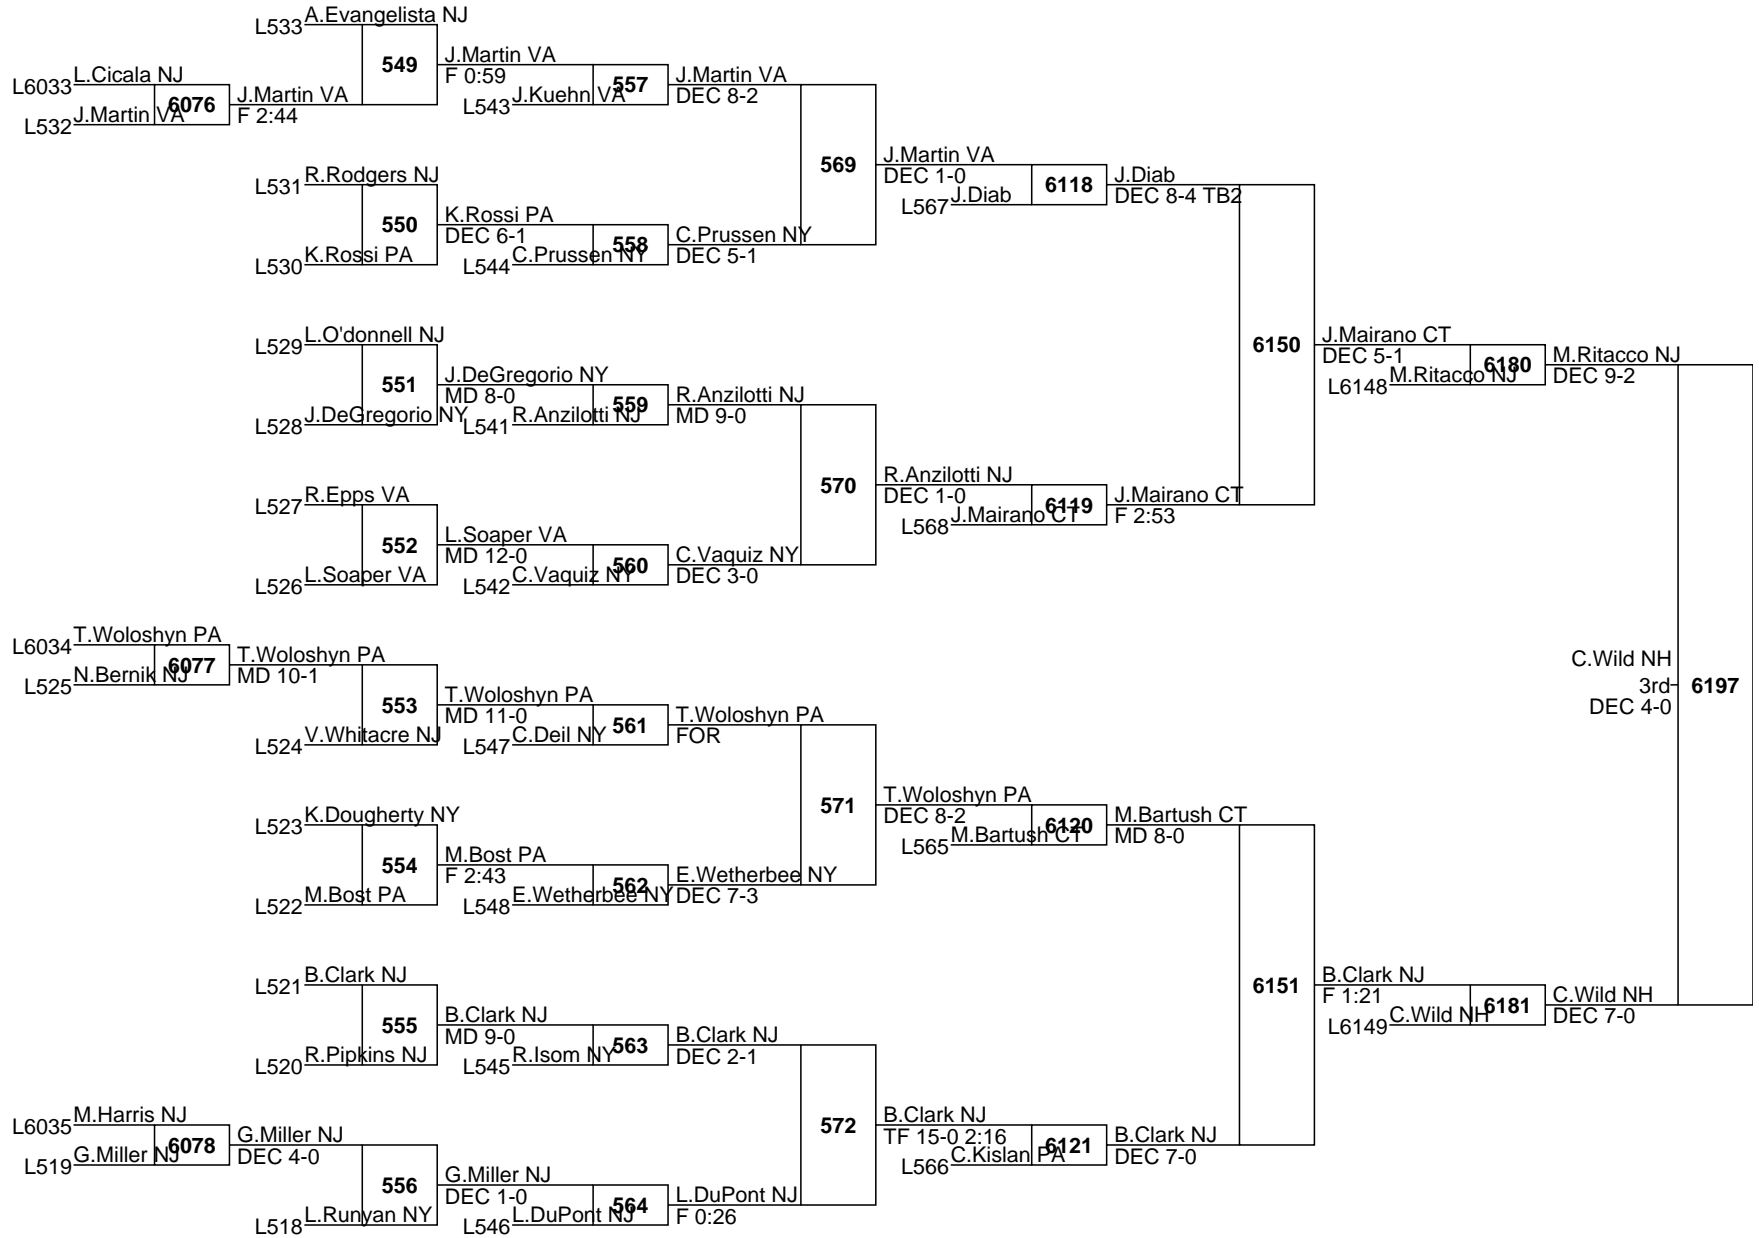 L533 A.Evangelista NJ
549
J.Martin VA
F 0:59
L6033 L.Cicala NJ
6076
L532 J.Martin VA
J.Martin VA
F 2:44
L543 J.Kuehn VA
557
J.Martin VA
DEC 8-2
L531 R.Rodgers NJ
550
L530 K.Rossi PA
K.Rossi PA
DEC 6-1
L544 C.Prussen NY
558
C.Prussen NY
DEC 5-1
569
J.Martin VA
DEC 1-0
L567 J.Diab
6118
J.Diab
DEC 8-4 TB2
L529 L.O'donnell NJ
551
L528 J.DeGregorio NY
J.DeGregorio NY
MD 8-0
L541 R.Anzilotti NJ
559
R.Anzilotti NJ
MD 9-0
L527 R.Epps VA
552
L526 L.Soaper VA
L.Soaper VA
MD 12-0
L542 C.Vaquiz NY
560
C.Vaquiz NY
DEC 3-0
570
R.Anzilotti NJ
DEC 1-0
L568 J.Mairano CT
6119
J.Mairano CT
F 2:53
6150
J.Mairano CT
DEC 5-1
L6148 M.Ritacco NJ
6180
M.Ritacco NJ
DEC 9-2
L6034 T.Woloshyn PA
6077
L525 N.Bernik NJ
T.Woloshyn PA
MD 10-1
553
L524 V.Whitacre NJ
T.Woloshyn PA
MD 11-0
L547 C.Deil NY
561
T.Woloshyn PA
FOR
L523 K.Dougherty NY
554
L522 M.Bost PA
M.Bost PA
F 2:43
L548 E.Wetherbee NY
562
E.Wetherbee NY
DEC 7-3
571
T.Woloshyn PA
DEC 8-2
L565 M.Bartush CT
6120
M.Bartush CT
MD 8-0
L521 B.Clark NJ
555
L520 R.Pipkins NJ
B.Clark NJ
MD 9-0
L545 R.Isom NY
563
B.Clark NJ
DEC 2-1
L6035 M.Harris NJ
6078
L519 G.Miller NJ
G.Miller NJ
DEC 4-0
556
L518 L.Runyan NY
G.Miller NJ
DEC 1-0
L546 L.DuPont NJ
564
L.DuPont NJ
F 0:26
572
B.Clark NJ
TF 15-0 2:16
L566 C.Kislan PA
6121
B.Clark NJ
DEC 7-0
6151
B.Clark NJ
F 1:21
L6149 C.Wild NH
6181
C.Wild NH
DEC 7-0
C.Wild NH
3rd
DEC 4-0
6197